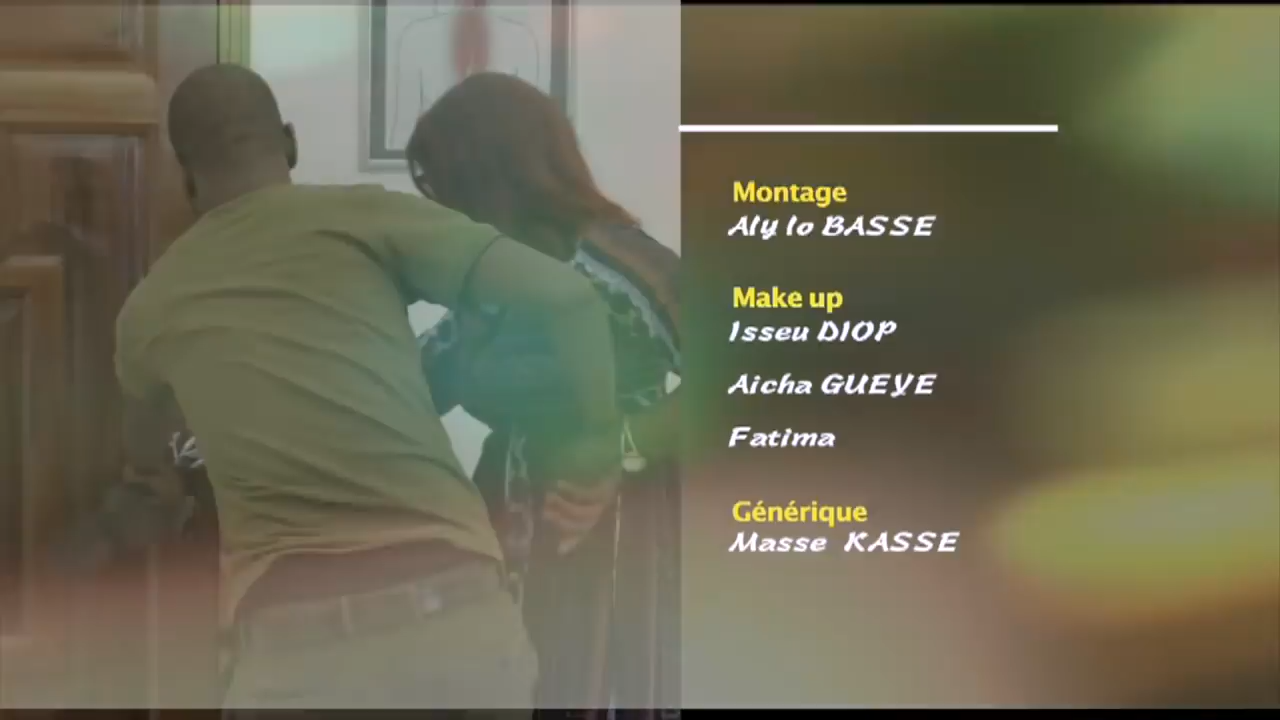 Montage
Aly lo BASSE
Make up
Isseu DIOP
Aicha GUEYE
Fatima
Générique
Masse KASSE